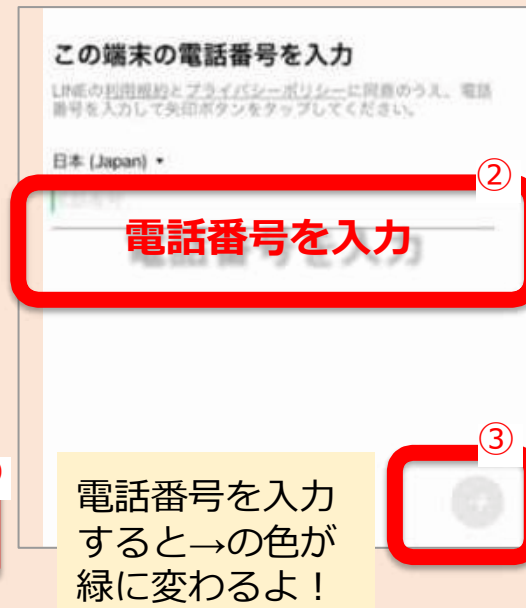 この端末の電話番号を入力
LINEの利用規約とプライバシーポリシーに同意のうえ、電話
番号を入力して矢印ボタンをタップしてください。
日本 (Japan)
②
電話番号を入力
③
電話番号を入力
すると→の色が
緑に変わるよ！